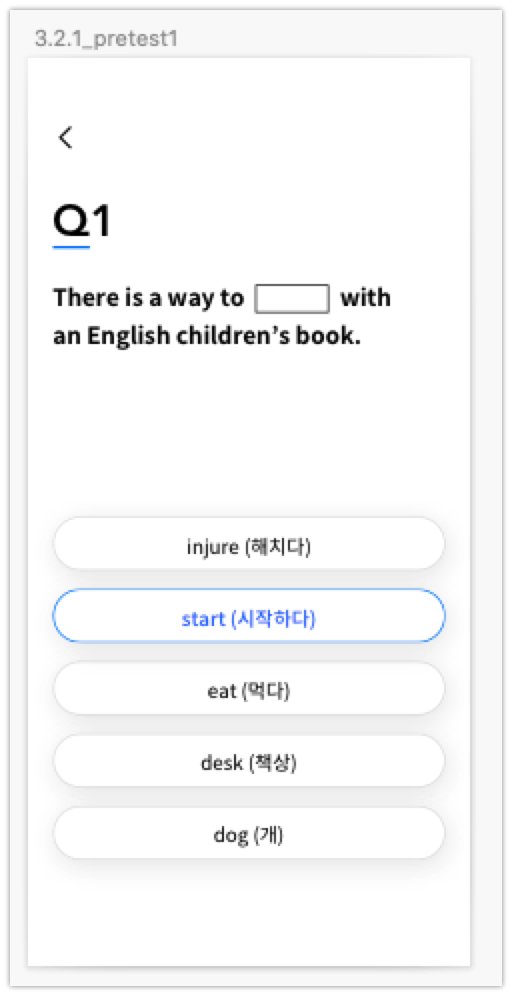 3.2.1_pretest1
Q1
There is a way to with
an English children’s book.
injure (해치다)
start (시작하다)
eat (먹다)
desk (책상)
dog (개)